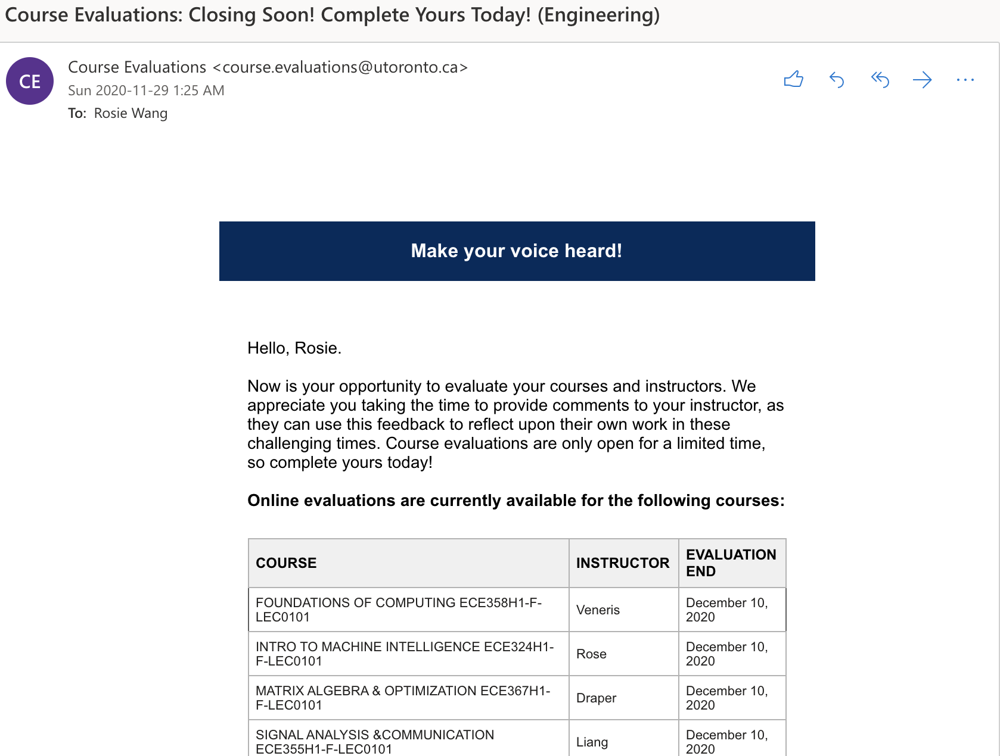 Course Evaluations: Closing Soon! Complete Yours Today! (Engineering)
CE
Course Evaluations <course.evaluations@utoronto.ca>
Sun 2020-11-29 1:25 AM
To: Rosie Wang
Make your voice heard!
Hello, Rosie.
Now is your opportunity to evaluate your courses and instructors. We
appreciate you taking the time to provide comments to your instructor, as
they can use this feedback to reflect upon their own work in these
challenging times. Course evaluations are only open for a limited time,
so complete yours today!
Online evaluations are currently available for the following courses:
COURSE
INSTRUCTOR
EVALUATION
END
FOUNDATIONS OF COMPUTING ECE358H1-F-
LEC0101
Veneris
December 10,
2020
INTRO TO MACHINE INTELLIGENCE ECE324H1-
F-LEC0101
Rose
December 10,
2020
MATRIX ALGEBRA & OPTIMIZATION ECE367H1-
F-LEC0101
Draper
December 10,
2020
SIGNAL ANALYSIS &COMMUNICATION
ECE355H1-F-LEC0101
Liang
December 10,
2020